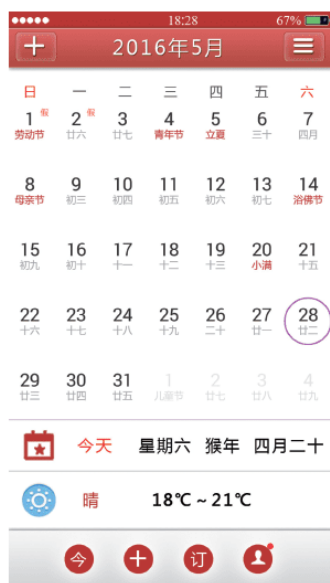 18:28 67%
2016年5月
日 一 二 三 四 五 六
1 假 2 假 3 4 5 6 7
劳动节 廿六 廿七 青年节 立夏 三十 四月
8 9 10 11 12 13 14
母亲节 初三 初四 初五 初六 初七 浴佛节
15 16 17 18 19 20 21
初九 初十 十一 十二 十三 小满 十五
22 23 24 25 26 27 28
十六 十七 十八 十九 二十 廿一 廿二
29 30 31 1 2 3 4
廿三 廿四 廿五 儿童节 廿七 廿八 廿九
今天 星期六 猴年 四月二十
晴 18℃~21℃
今 订